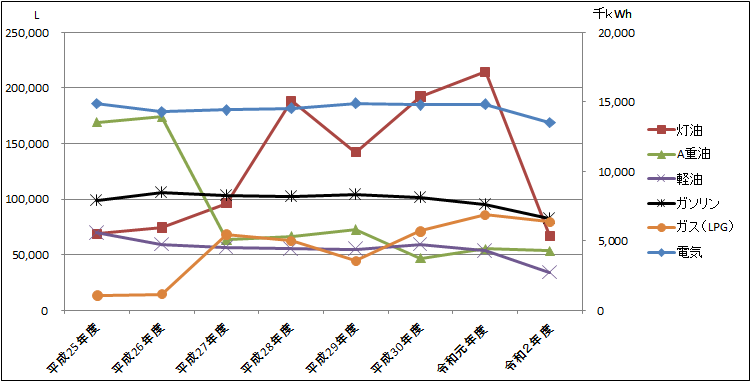 L
千kWh
250,000
200,000
150,000
100,000
50,000
0
20,000
15,000
10,000
5,000
0
平成25年度
平成26年度
平成27年度
平成28年度
平成29年度
平成30年度
令和元年度
令和2年度
灯油
A重油
軽油
ガソリン
ガス(LPG)
電気